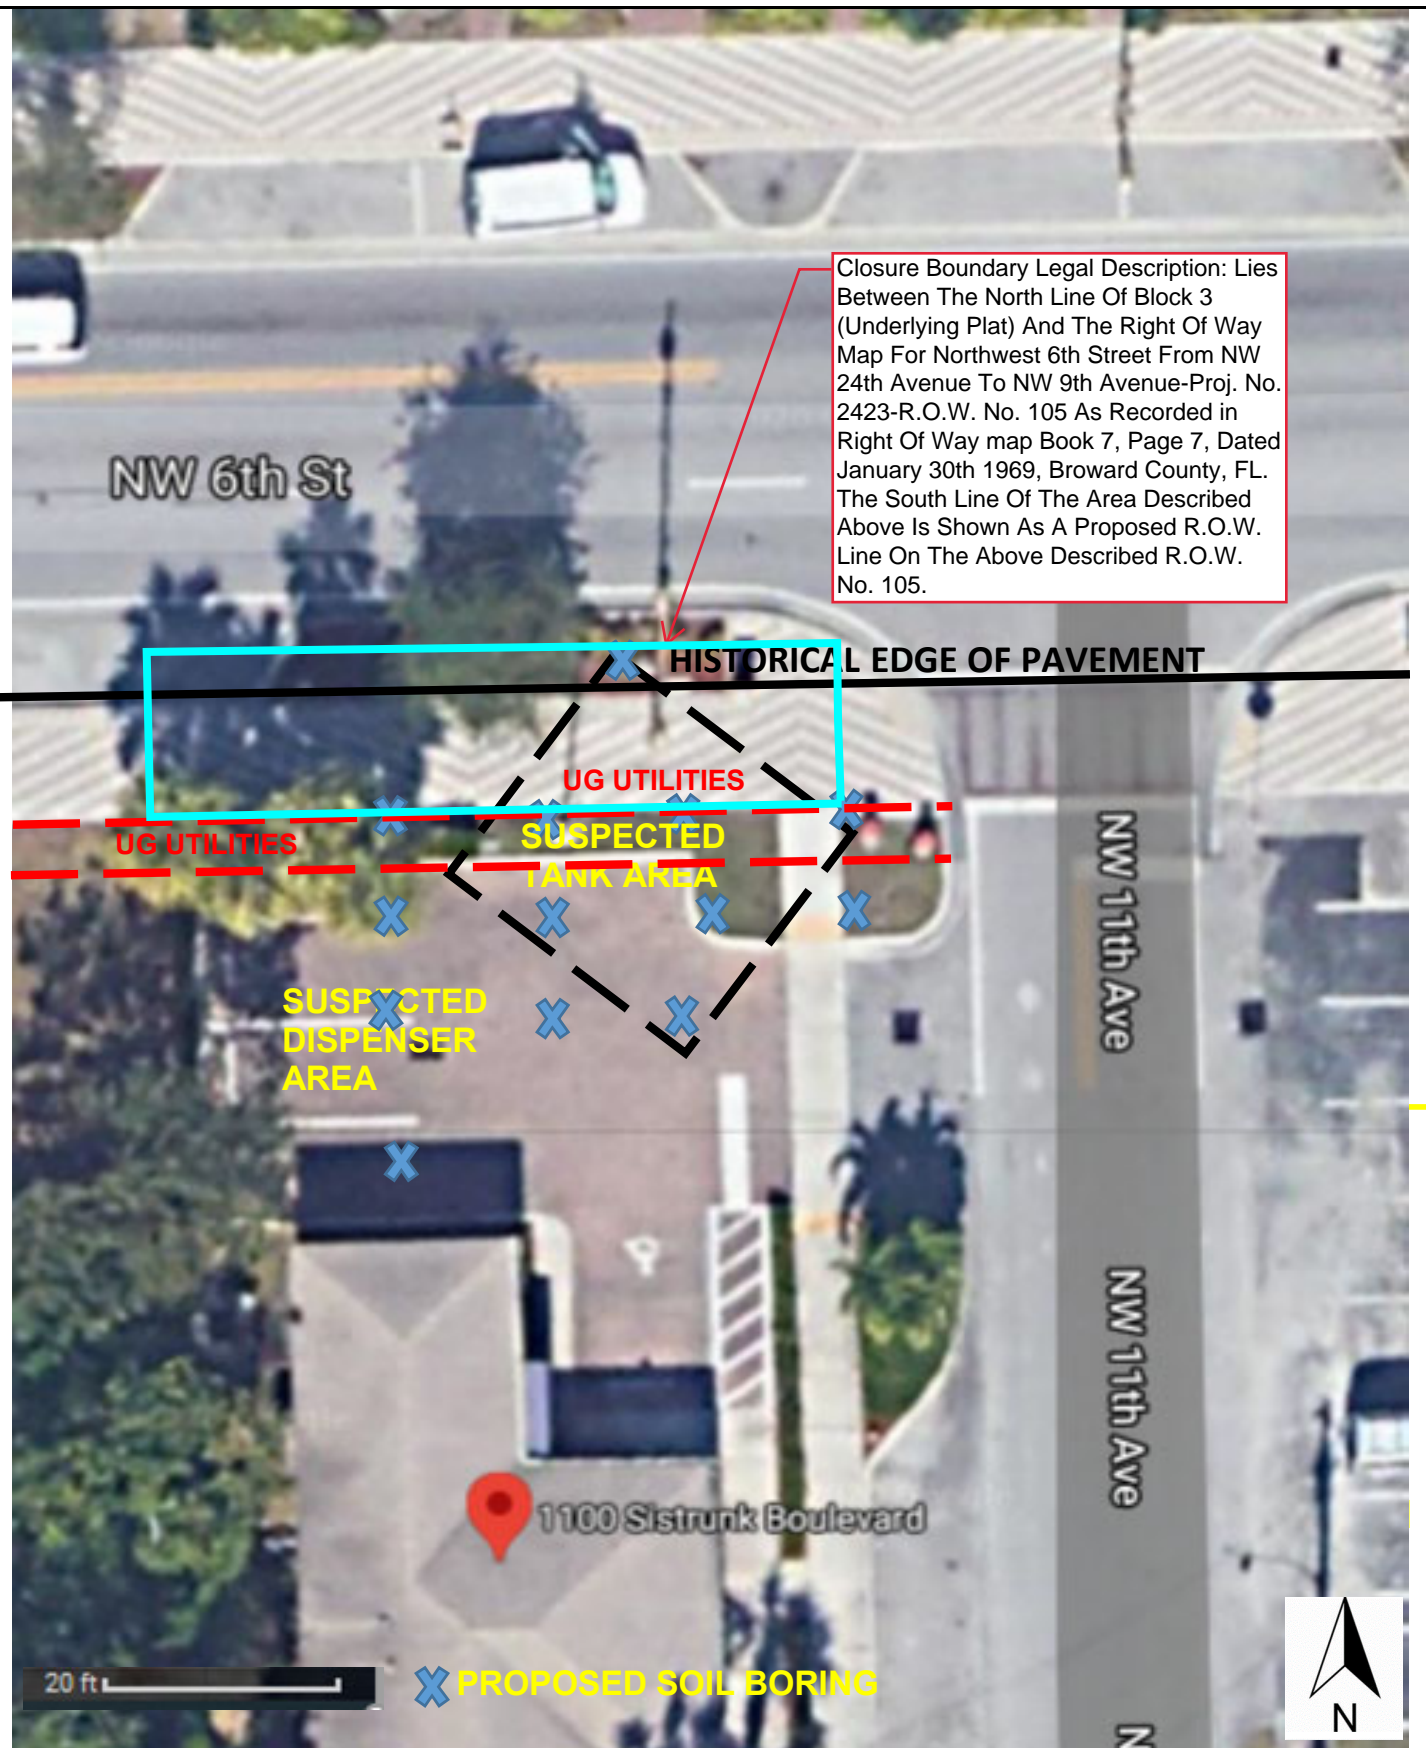 Closure Boundary Legal Description: Lies
Between The North Line Of Block 3
(Underlying Plat) And The Right Of Way
Map For Northwest 6th Street From NW
24th Avenue To NW 9th Avenue-Proj. No.
2423-R.O.W. No. 105 As Recorded in
Right Of Way map Book 7, Page 7, Dated
January 30th 1969, Broward County, FL.
The South Line Of The Area Described
Above Is Shown As A Proposed R.O.W.
Line On The Above Described R.O.W.
No. 105.
NW 6th St
HISTORICAL EDGE OF PAVEMENT
UG UTILITIES
UG UTILITIES
SUSPECTED
TANK AREA
NW 11th Ave
SUSPECTED
DISPENSER
AREA
NW 11th Ave
1100 Sistrunk Boulevard
20 ft
PROPOSED SOIL BORING
N
N